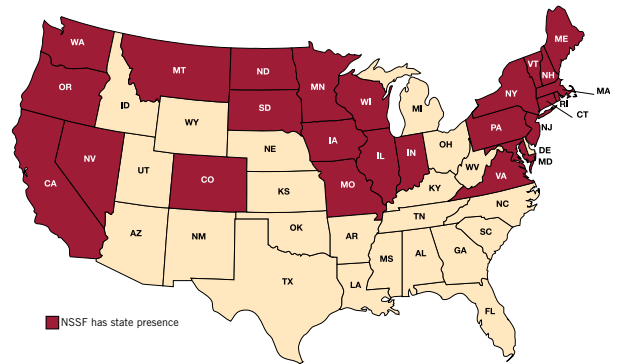 WA
ME
MT
ND
VT
MN
NH
OR
ID
SD
WI
NY
MA
MI
RI
WY
CT
IA
PA
NJ
NE
OH
NV
IL
IN
DE
UT
MD
WV
CA
CO
VA
KS
MO
KY
NC
TN
OK
AZ
NM
AR
SC
MS
AL
GA
TX
LA
FL
NSSF has state presence